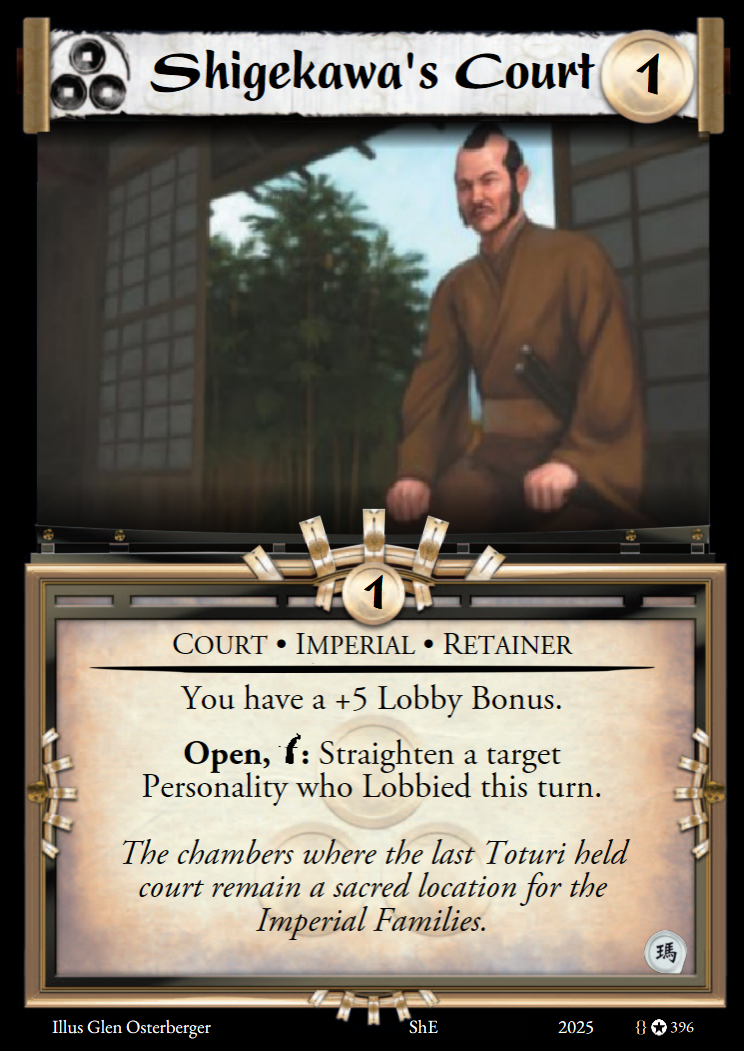 Shigekawa's Court 1
1
COURT • IMPERIAL • RETAINER
You have a +5 Lobby Bonus.
Open, : Straighten a target
Personality who Lobbied this turn.
The chambers where the last Toturi held
court remain a sacred location for the
Imperial Families.
瑪
Illus Glen Osterberger ShE 2025 {} 396